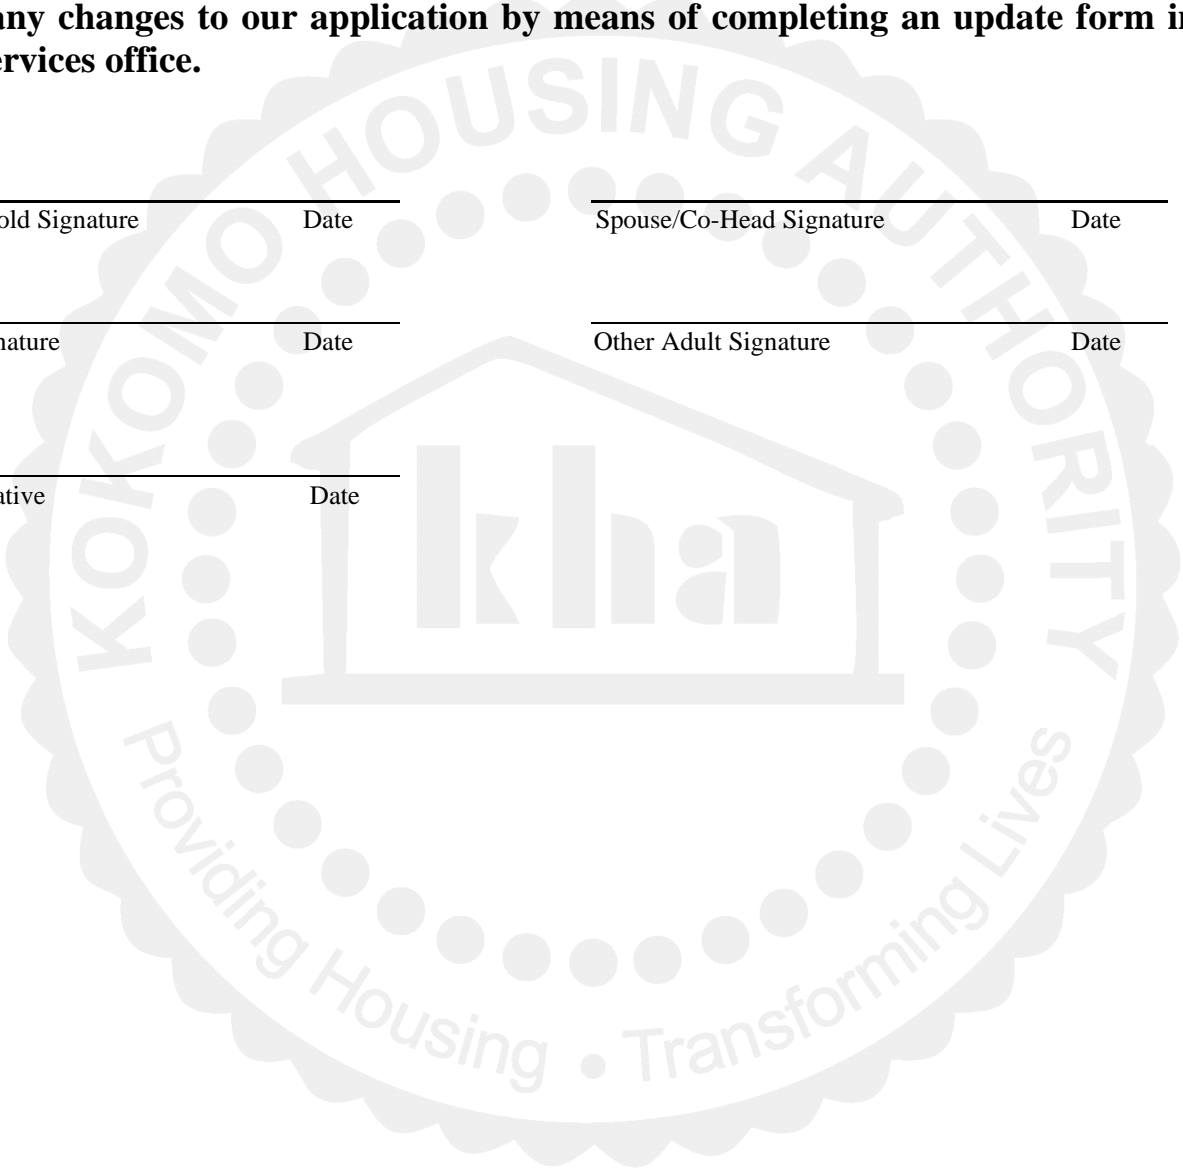 any changes to our application by means of completing an update form in
ervices office.
old Signature Date Spouse/Co-Head Signature Date
nature Date Other Adult Signature Date
ative Date
KOKOMO HOUSING AUTHORITY
kha
Providing Housing • Transforming Lives